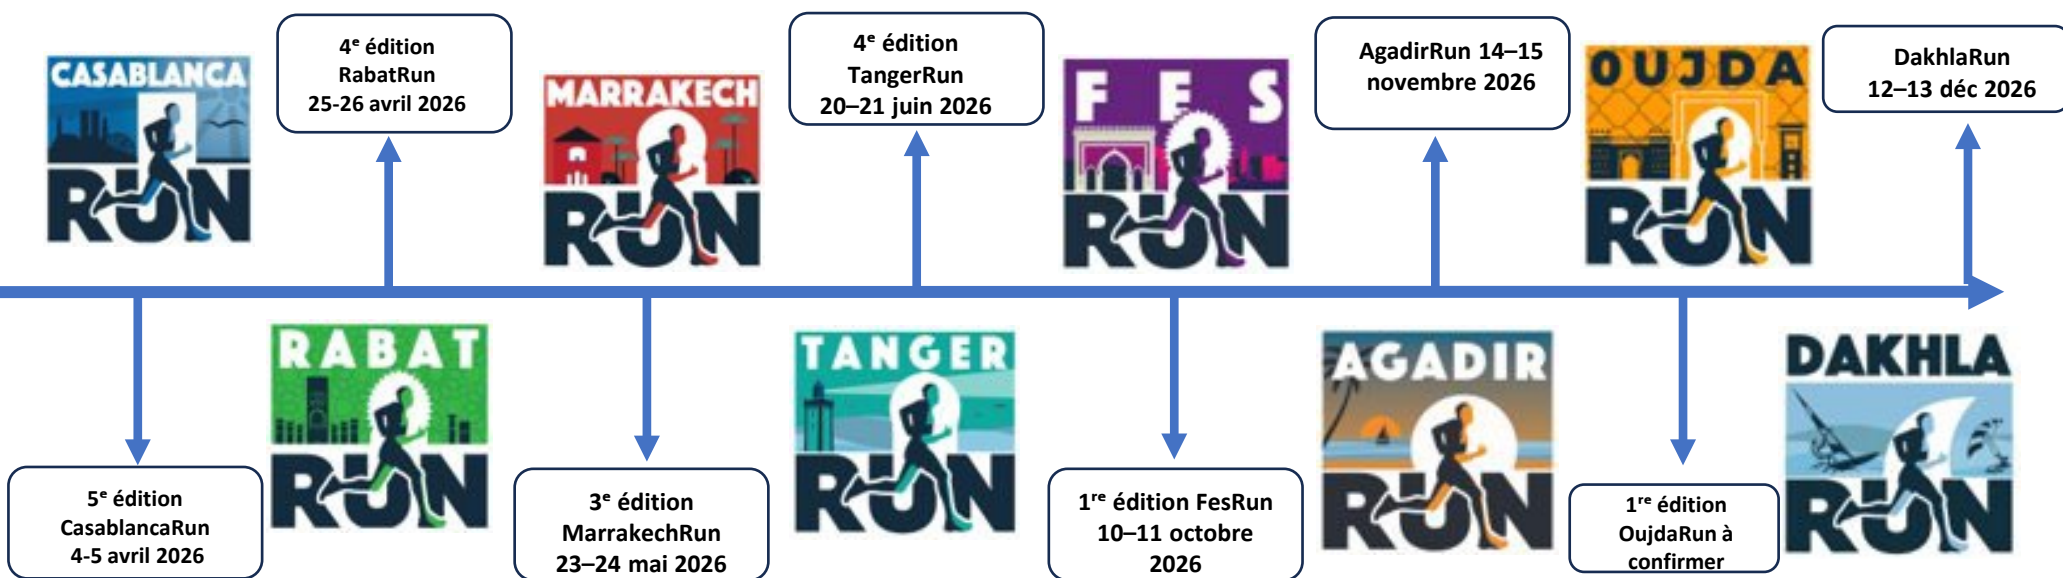 CASABLANCA
RUN
4ᵉ édition
RabatRun
25-26 avril 2026
MARRAKECH
RUN
4ᵉ édition
TangerRun
20–21 juin 2026
FES
RUN
AgadirRun 14–15
novembre 2026
OUJDA
RUN
DakhlaRun
12–13 déc 2026
5ᵉ édition
CasablancaRun
4-5 avril 2026
RABAT
RUN
3ᵉ édition
MarrakechRun
23–24 mai 2026
TANGER
RUN
1ʳᵉ édition FesRun
10–11 octobre
2026
AGADIR
RUN
1ʳᵉ édition
OujdaRun à
confirmer
DAKHLA
RUN